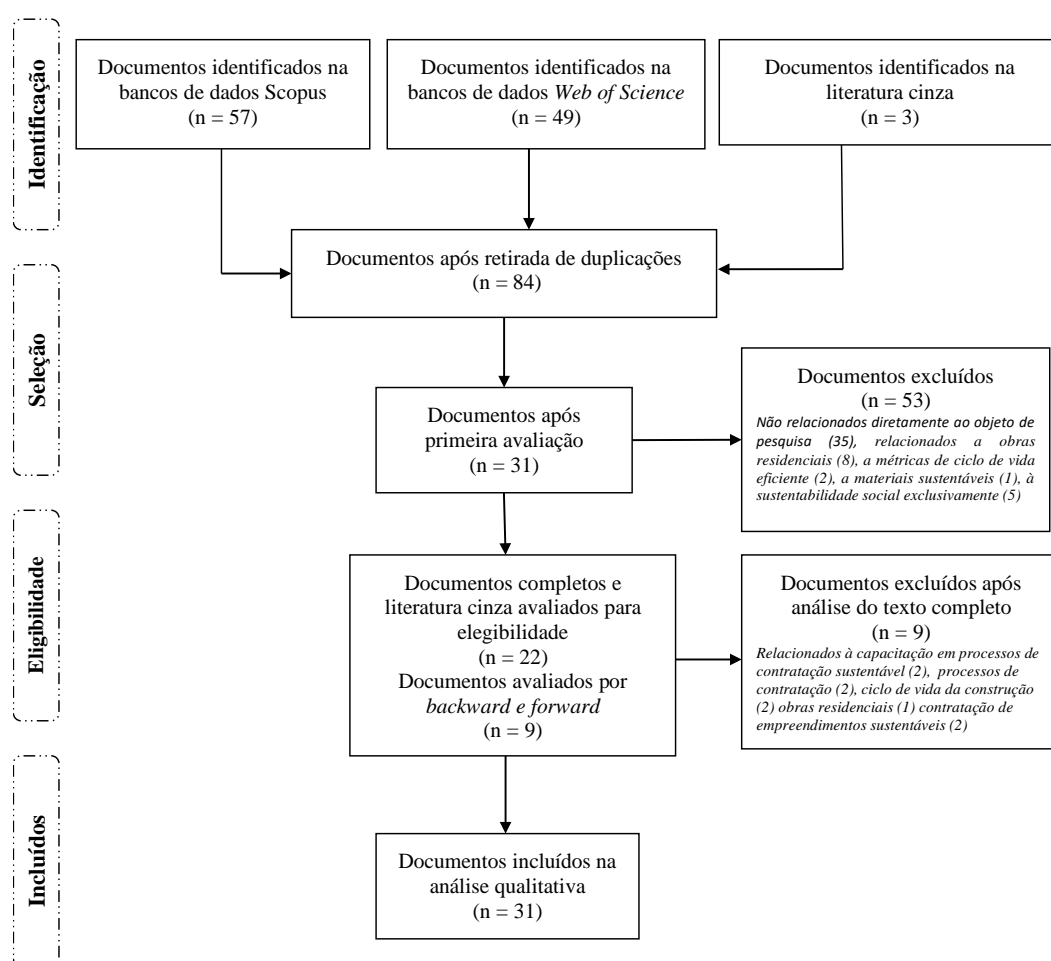 Identificação
Documentos identificados na
bancos de dados Scopus
(n = 57)
Documentos identificados na
bancos de dados Web of Science
(n = 49)
Documentos identificados na
literatura cinza
(n = 3)
Seleção
Documentos após retirada de duplicações
(n = 84)
Documentos após
primeira avaliação
(n = 31)
Documentos excluídos
(n = 53)
Não relacionados diretamente ao objeto de
pesquisa (35), relacionados a obras
residenciais (8), a métricas de ciclo de vida
eficiente (2), a materiais sustentáveis (1), à
sustentabilidade social exclusivamente (5)
Eligibilidade
Documentos completos e
literatura cinza avaliados para
elegibilidade
(n = 22)
Documentos avaliados por
backward e forward
(n = 9)
Documentos excluídos após
análise do texto completo
(n = 9)
Relacionados à capacitação em processos de
contratação sustentável (2), processos de
contratação (2), ciclo de vida da construção
(2) obras residenciais (1) contratação de
empreendimentos sustentáveis (2)
Incluídos
Documentos incluídos na
análise qualitativa
(n = 31)